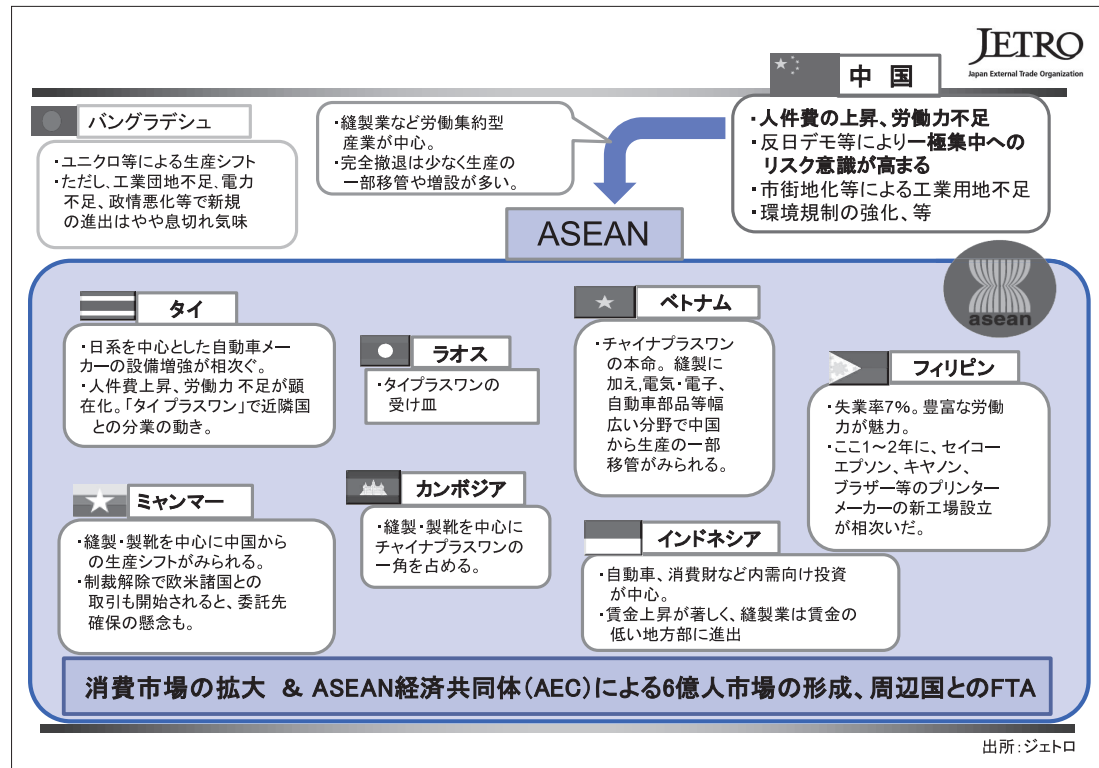 JETRO
Japan External Trade Organization
中 国
・人件費の上昇、労働力不足
・反日デモ等により一極集中への
リスク意識が高まる
・市街地化等による工業用地不足
・環境規制の強化、等
バングラデシュ
・ユニクロ等による生産シフト
・ただし、工業団地不足、電力
不足、政情悪化等で新規
の進出はやや息切れ気味
・縫製業など労働集約型
産業が中心。
・完全撤退は少なく生産の
一部移管や増設が多い。
ASEAN
asean
タイ
・日系を中心とした自動車メー
カーの設備増強が相次ぐ。
・人件費上昇、労働力 不足が顕
在化。「タイ プラスワン」で近隣国
との分業の動き。
ラオス
・タイプラスワンの
受け皿
ベトナム
・チャイナプラスワン
の本命。縫製に
加え,電気・電子、
自動車部品等幅
広い分野で中国
から生産の一部
移管がみられる。
フィリピン
・失業率7%。豊富な労働
力が魅力。
・ここ1~2年に、セイコー
エプソン、キヤノン、
ブラザー等のプリンター
メーカーの新工場設立
が相次いだ。
ミャンマー
・縫製・製靴を中心に中国から
の生産シフトがみられる。
・制裁解除で欧米諸国との
取引も開始されると、委託先
確保の懸念も。
カンボジア
・縫製・製靴を中心に
チャイナプラスワンの
一角を占める。
インドネシア
・自動車、消費財など内需向け投資
が中心。
・賃金上昇が著しく、縫製業は賃金の
低い地方部に進出
消費市場の拡大 & ASEAN経済共同体(AEC)による6億人市場の形成、周辺国とのFTA
出所:ジェトロ